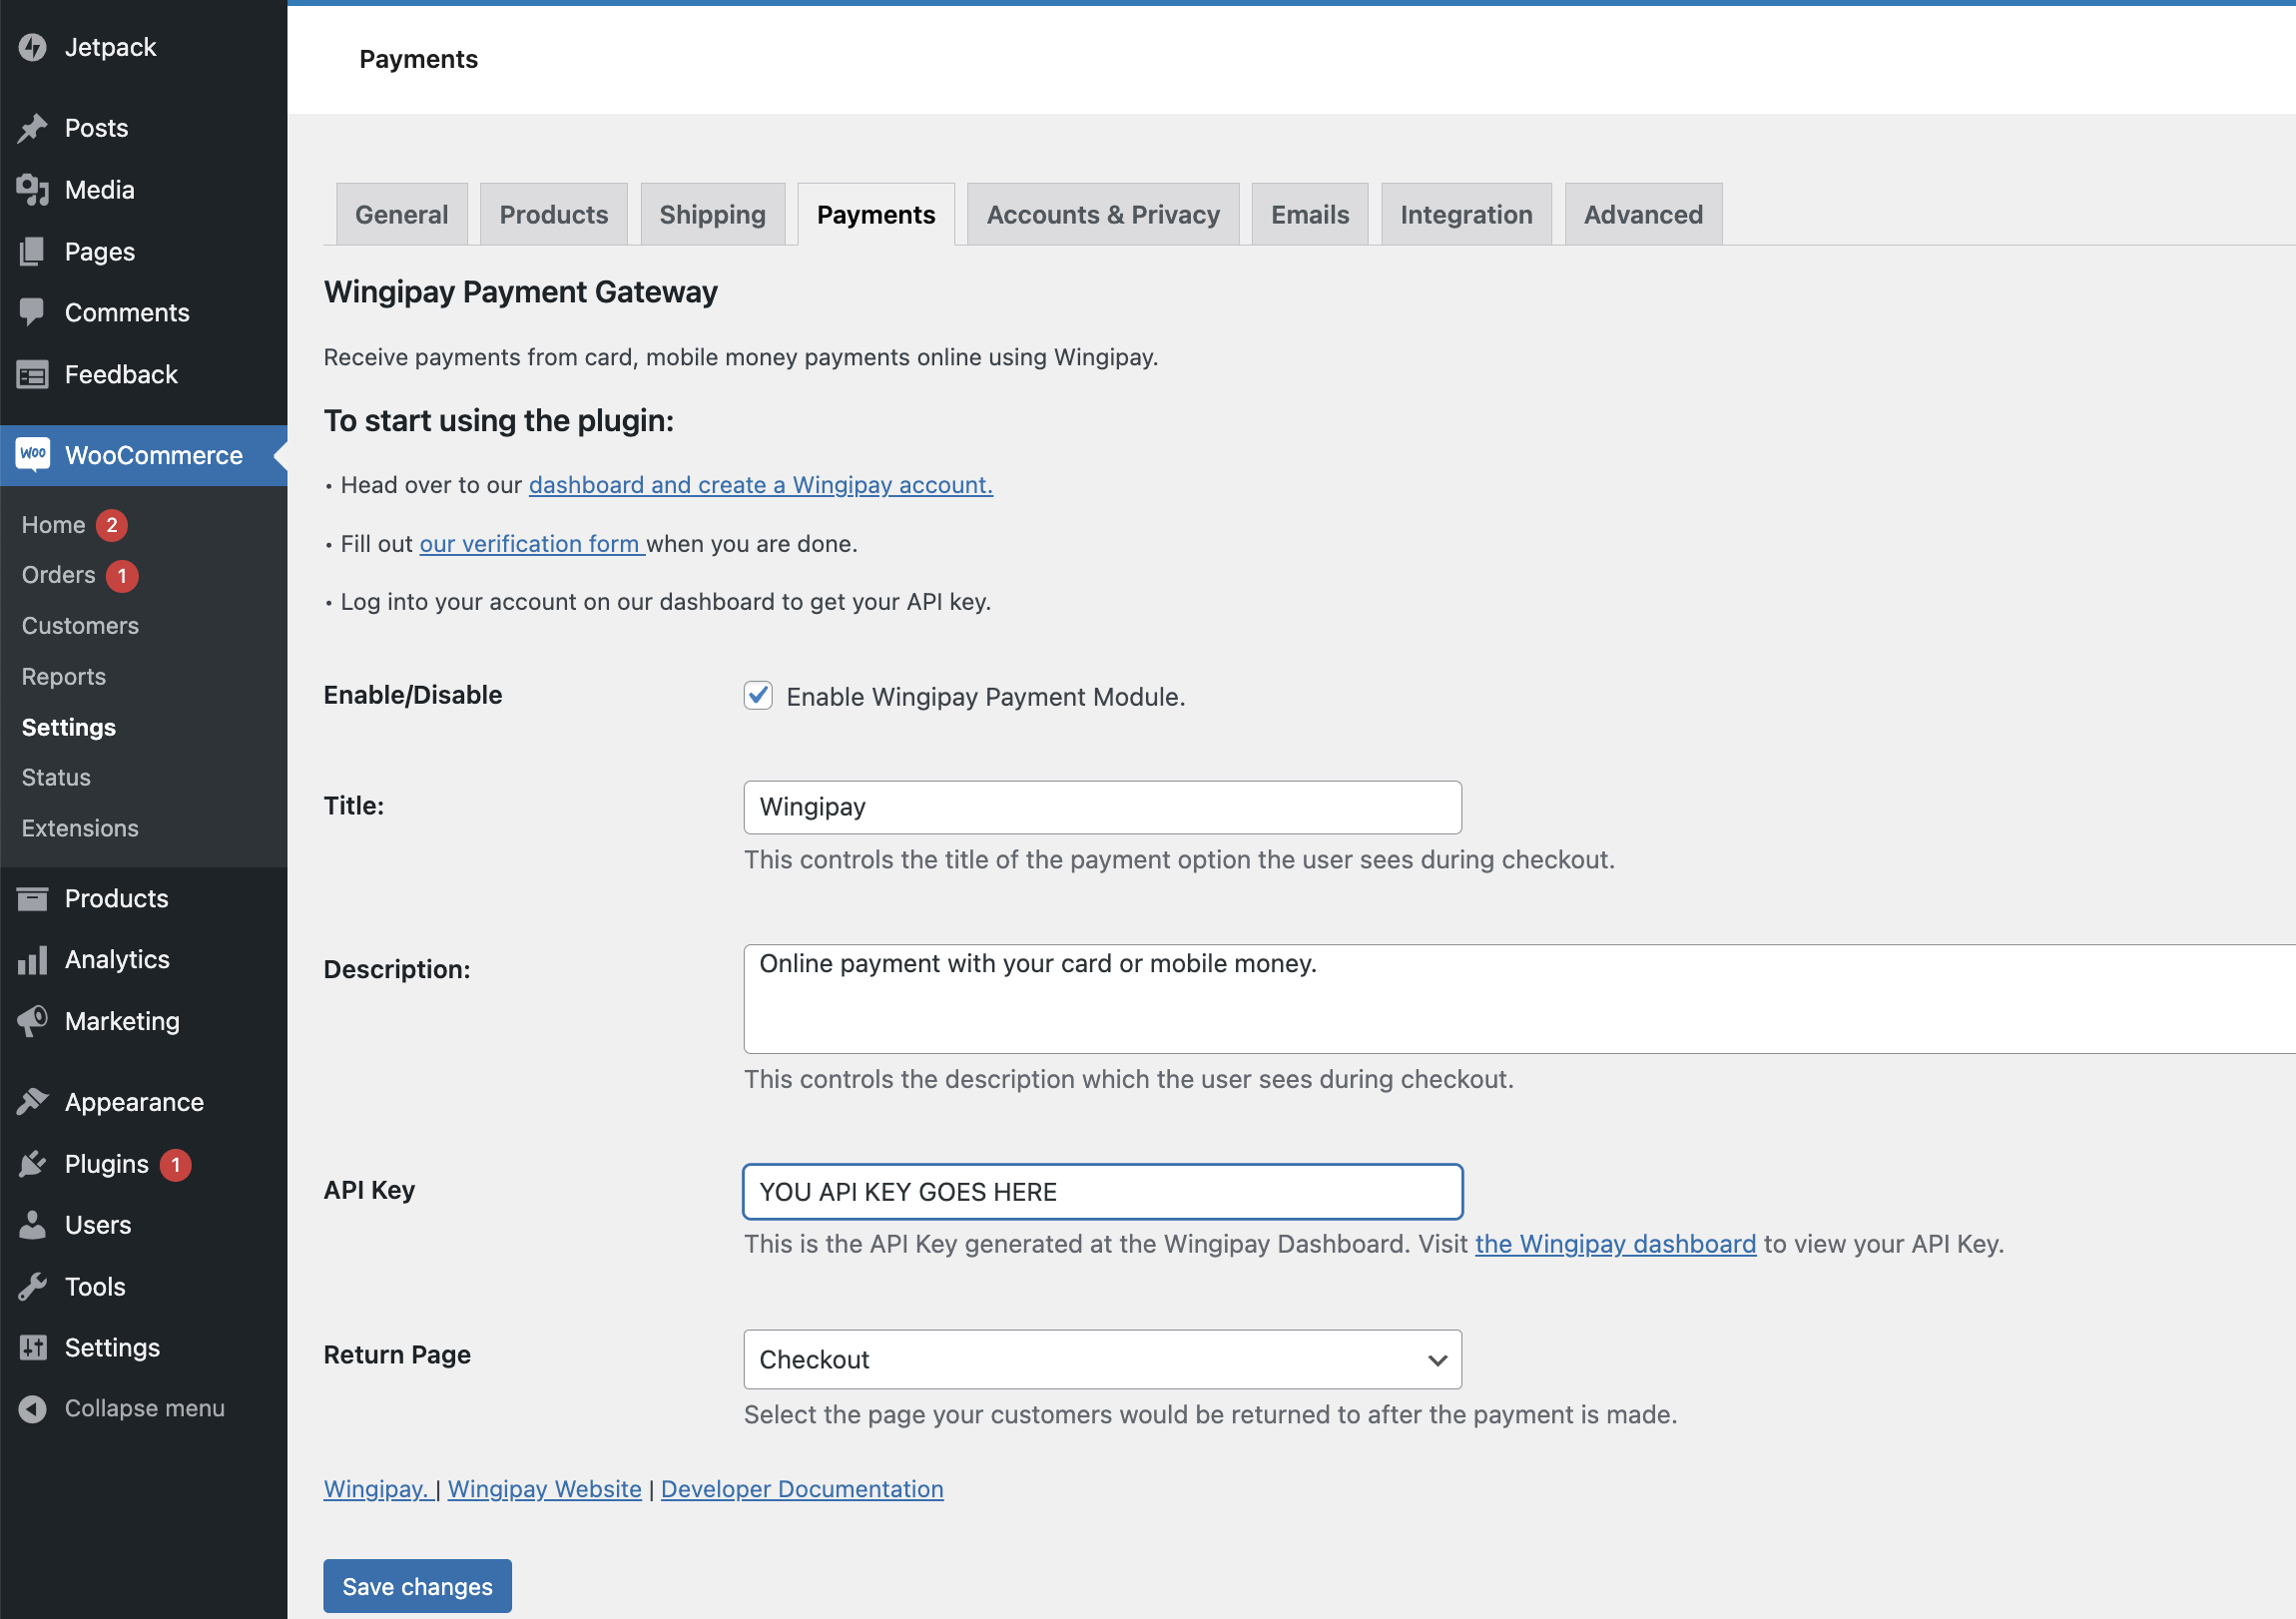 Jetpack
Posts
Media
Pages
Comments
Feedback
Woo WooCommerce
Home 2
Orders 1
Customers
Reports
Settings
Status
Extensions
Products
Analytics
Marketing
Appearance
Plugins 1
Users
Tools
Settings
Collapse menu
Payments
General Products Shipping Payments Accounts & Privacy Emails Integration Advanced
Wingipay Payment Gateway
Receive payments from card, mobile money payments online using Wingipay.
To start using the plugin:
• Head over to our dashboard and create a Wingipay account.
• Fill out our verification form when you are done.
• Log into your account on our dashboard to get your API key.
Enable/Disable Enable Wingipay Payment Module.
Title: Wingipay
This controls the title of the payment option the user sees during checkout.
Description: Online payment with your card or mobile money.
This controls the description which the user sees during checkout.
API Key YOU API KEY GOES HERE
This is the API Key generated at the Wingipay Dashboard. Visit the Wingipay dashboard to view your API Key.
Return Page Checkout
Select the page your customers would be returned to after the payment is made.
Wingipay. | Wingipay Website | Developer Documentation
Save changes